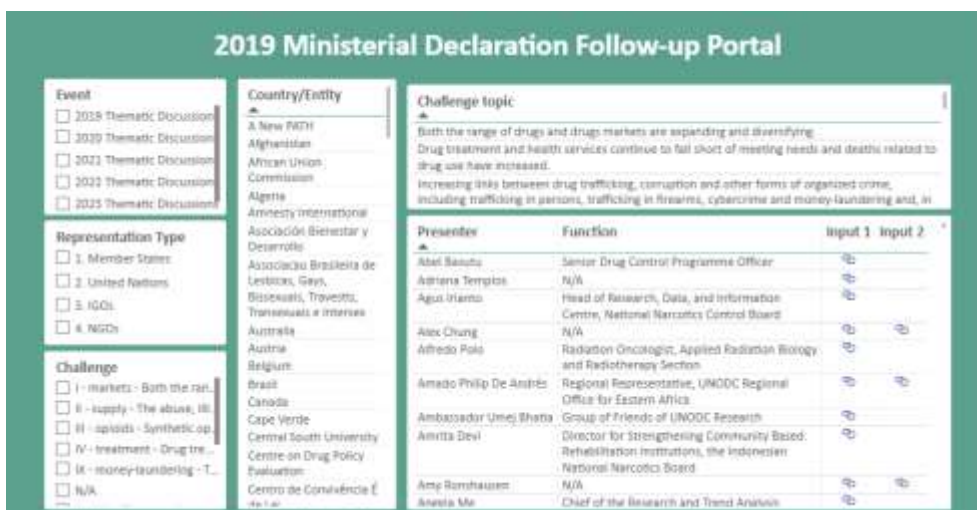 2019 Ministerial Declaration Follow-up Portal
Event
2019 Thematic Discussion
2020 Thematic Discussion
2021 Thematic Discussion
2022 Thematic Discussion
2023 Thematic Discussions
Representation Type
1. Member States
2. United Nations
3. IGOs
4. NGOs
Challenge
I - markets - Both the ran...
II - supply - The abuse, illi...
III - opioids - Synthetic op...
IV - treatment - Drug tre...
IX - money-laundering - T...
N/A
Country/Entity
A New PATH
Afghanistan
African Union
Commission
Algeria
Amnesty International
Asociación Bienestar y
Desarrollo
Associacau Brasileira de
Lesbicas, Gays,
Bissexuais, Travestis,
Transexuais e Intersex
Australia
Austria
Belgium
Brazil
Canada
Cape Verde
Central South University
Centre on Drug Policy
Evaluation
Centro de Convivência É
de Lei
Challenge topic
Both the range of drugs and drugs markets are expanding and diversifying
Drug treatment and health services continue to fall short of meeting needs and deaths related to
drug use have increased.
Increasing links between drug trafficking, corruption and other forms of organized crime,
including trafficking in persons, trafficking in firearms, cybercrime and money-laundering and, in
Presenter Function Input 1 Input 2
Abel Senior Drug Control Programme Officer
Adriana Templos N/A
Agus Irianto Head of Research, Data, and Information
Centre, National Narcotics Control Board
Alex Chung N/A
Alfredo Polo Radiation Oncologist, Applied Radiation Biology
and Radiotherapy Section
Amado Philip De Andrés Regional Representative, UNODC Regional
Office for Eastern Africa
Ambassador Umej Bhatia Group of Friends of UNODC Research
Amrita Devi Director for Strengthening Community Based
Rehabilitation Institutions, the Indonesian
National Narcotics Board
Amy Ronshausen N/A
Angela Me Chief of the Research and Trend Analysis